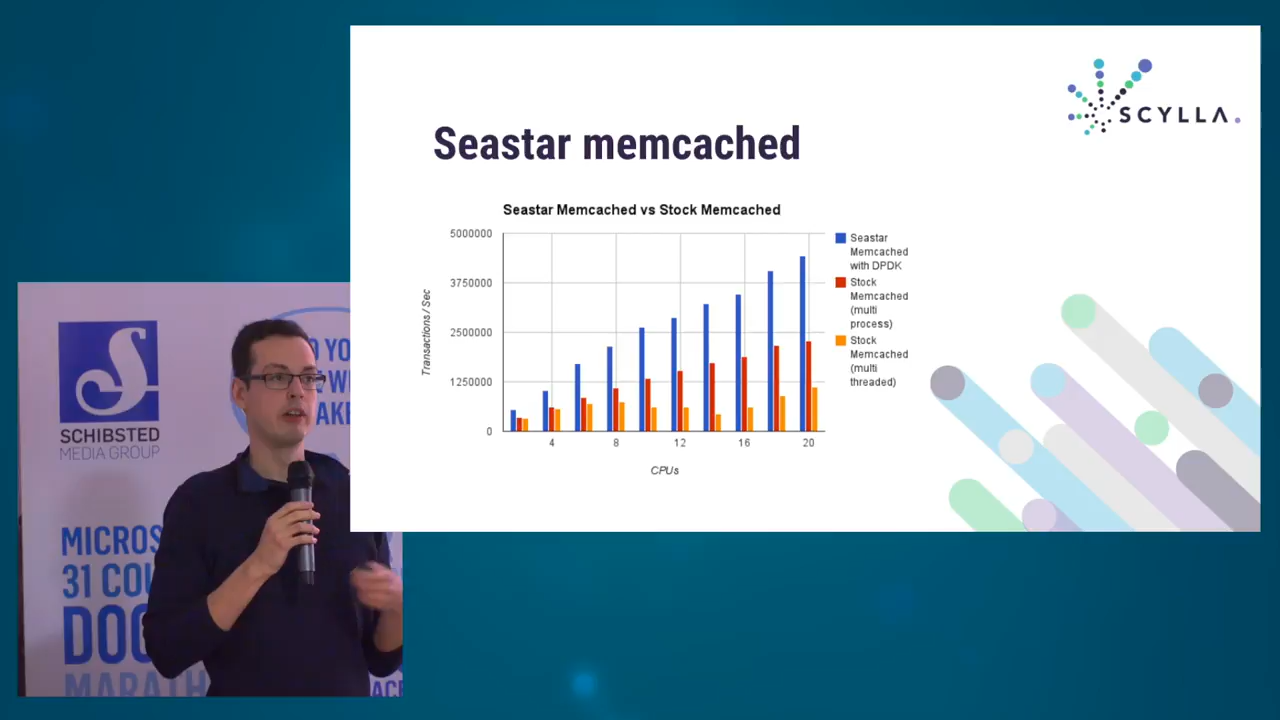 SCYLLA.
Seastar memcached
Seastar Memcached vs Stock Memcached
Transactions / Sec
5000000
3750000
2500000
1250000
0
4
8
12
16
20
CPUs
Seastar
Memcached
with DPDK
Stock
Memcached
(multi
process)
Stock
Memcached
(multi
threaded)
S
SCHIBSTED
MEDIA GROUP
MICROS
31 COU
DOC
MARATH